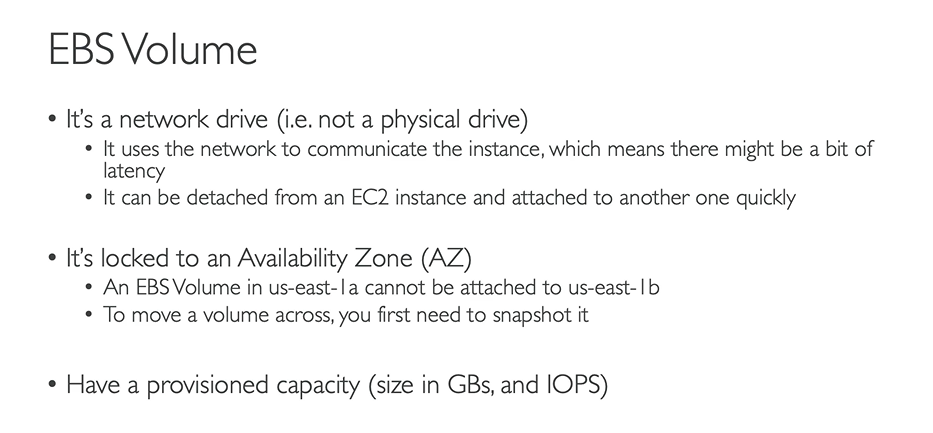 EBS Volume
• It's a network drive (i.e. not a physical drive)
• It uses the network to communicate the instance, which means there might be a bit of
latency
• It can be detached from an EC2 instance and attached to another one quickly
• It's locked to an Availability Zone (AZ)
• An EBS Volume in us-east-1a cannot be attached to us-east-1b
• To move a volume across, you first need to snapshot it
• Have a provisioned capacity (size in GBs, and IOPS)